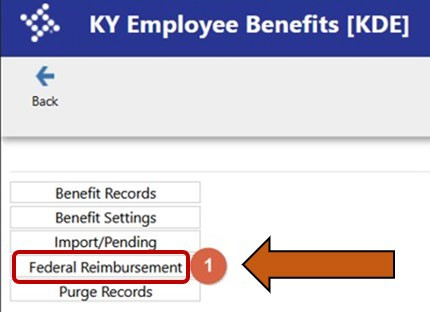 KY Employee Benefits [KDE]
Back
Benefit Records
Benefit Settings
Import/Pending
Federal Reimbursement 1
Purge Records